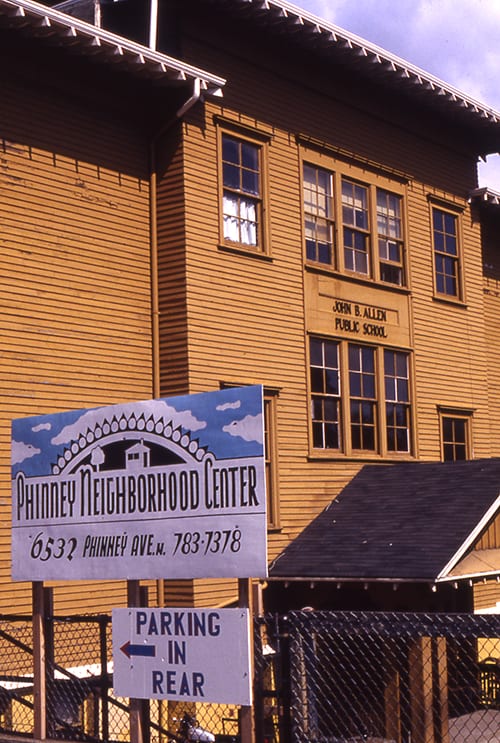 JOHN B. ALLEN
PUBLIC SCHOOL
PHINNEY NEIGHBORHOOD CENTER
6532 PHINNEY AVE. N. 783-7378
PARKING
IN
REAR